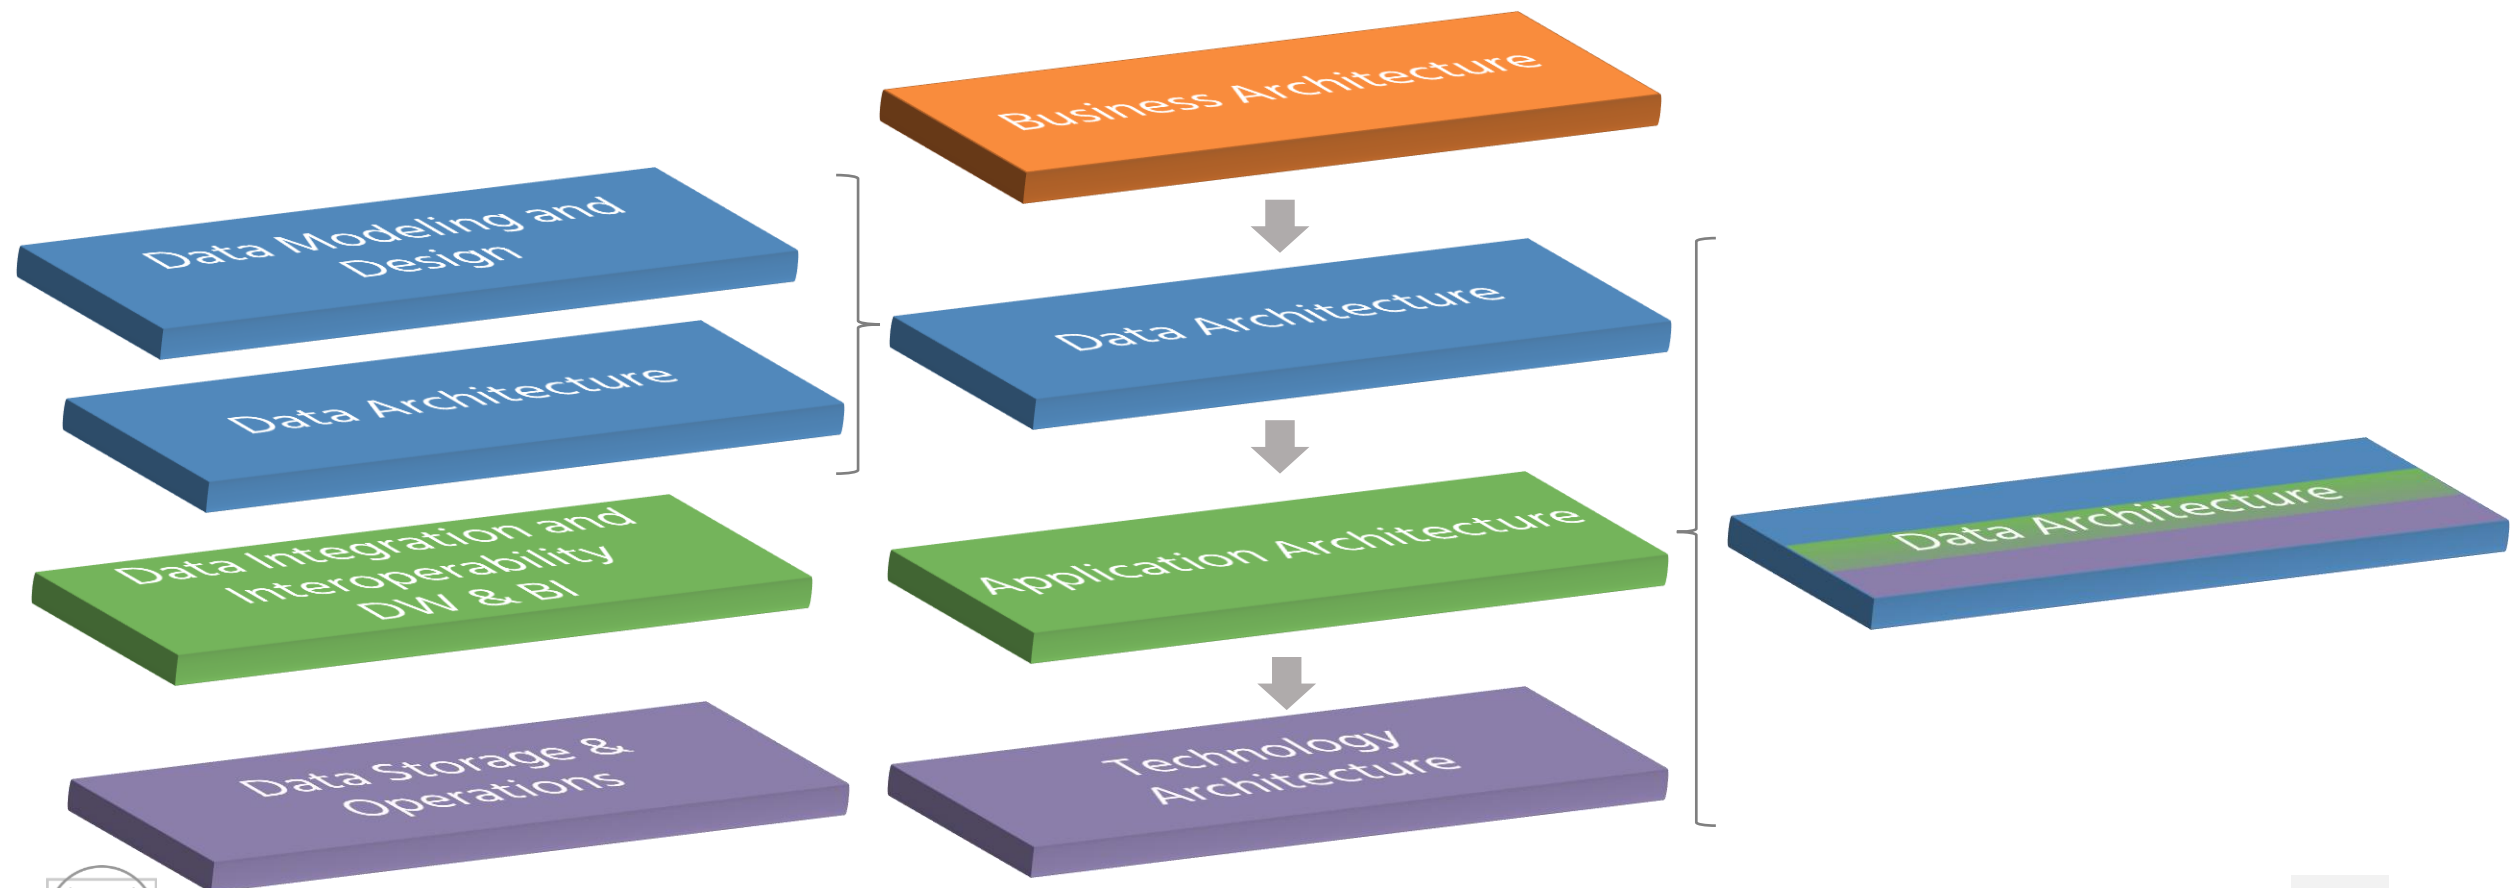 Business Architecture
Data Modeling and
Design
Data Architecture
Data Architecture
Data Integration and
Interoperability
DW & BI
Application Architecture
Data Architecture
Data Storage &
Operations
Technology
Architecture